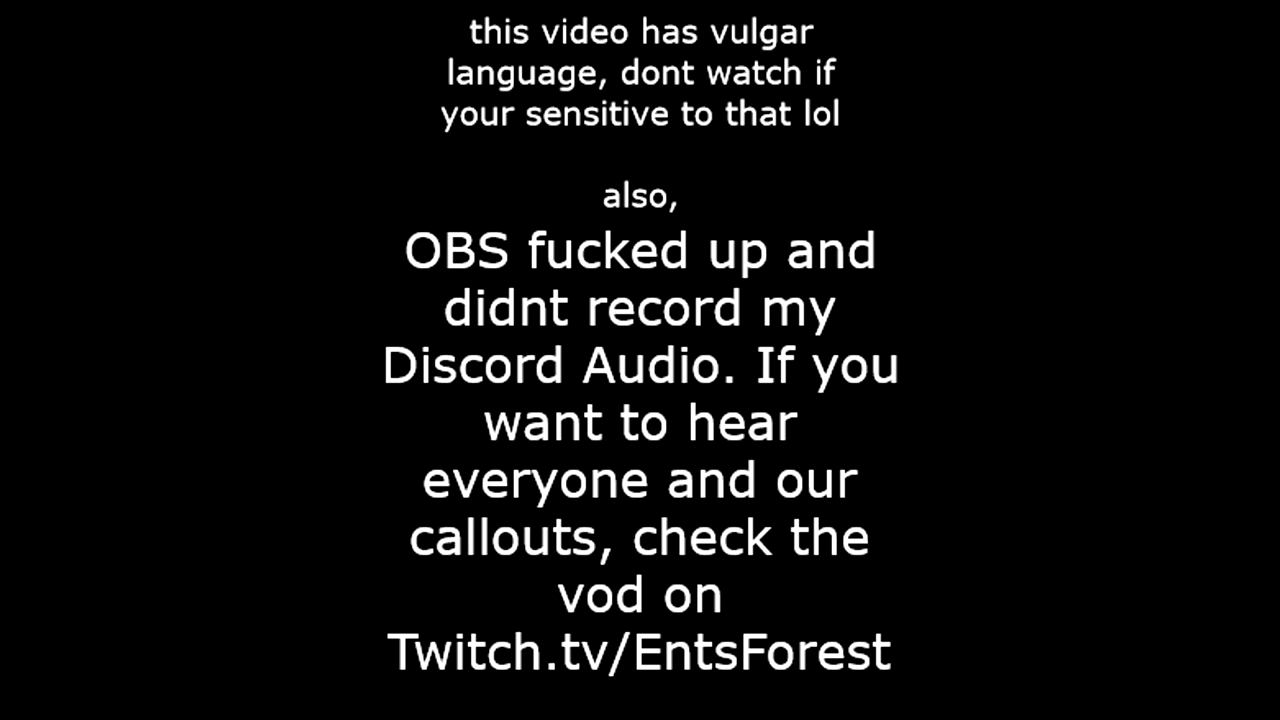 this video has vulgar
language, dont watch if
your sensitive to that lol
also,
OBS fucked up and
didnt record my
Discord Audio. If you
want to hear
everyone and our
callouts, check the
vod on
Twitch.tv/EntsForest